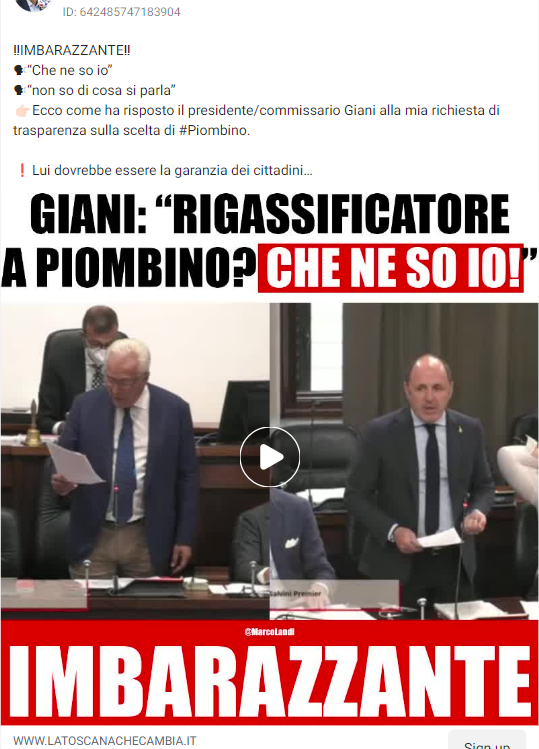 ID: 642485747183904
‼IMBARAZZANTE‼
🗣“Che ne so io”
🗣“non so di cosa si parla”
👉🏻Ecco come ha risposto il presidente/commissario Giani alla mia richiesta di
trasparenza sulla scelta di #Piombino.
❗ Lui dovrebbe essere la garanzia dei cittadini…
GIANI: “RIGASSIFICATORE
A PIOMBINO? CHE NE SO IO!”
Salvini Premier
@MarcoLandi
IMBARAZZANTE
WWW.LATOSCANACHECAMBIA.IT
Sign up